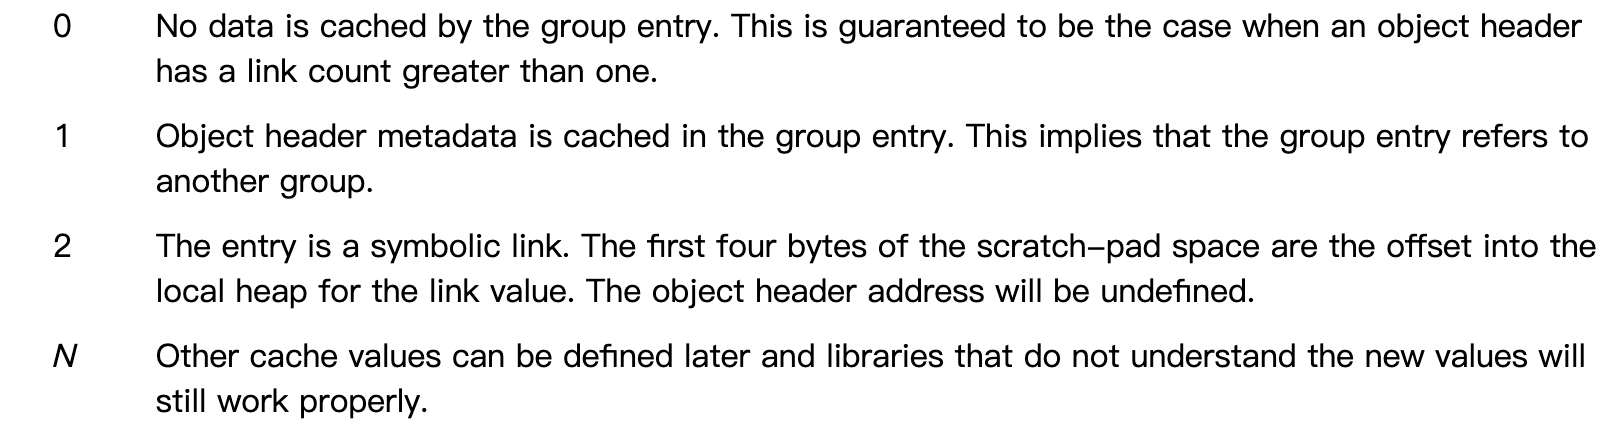 0 No data is cached by the group entry. This is guaranteed to be the case when an object header
has a link count greater than one.
1 Object header metadata is cached in the group entry. This implies that the group entry refers to
another group.
2 The entry is a symbolic link. The first four bytes of the scratch–pad space are the offset into the
local heap for the link value. The object header address will be undefined.
N Other cache values can be defined later and libraries that do not understand the new values will
still work properly.